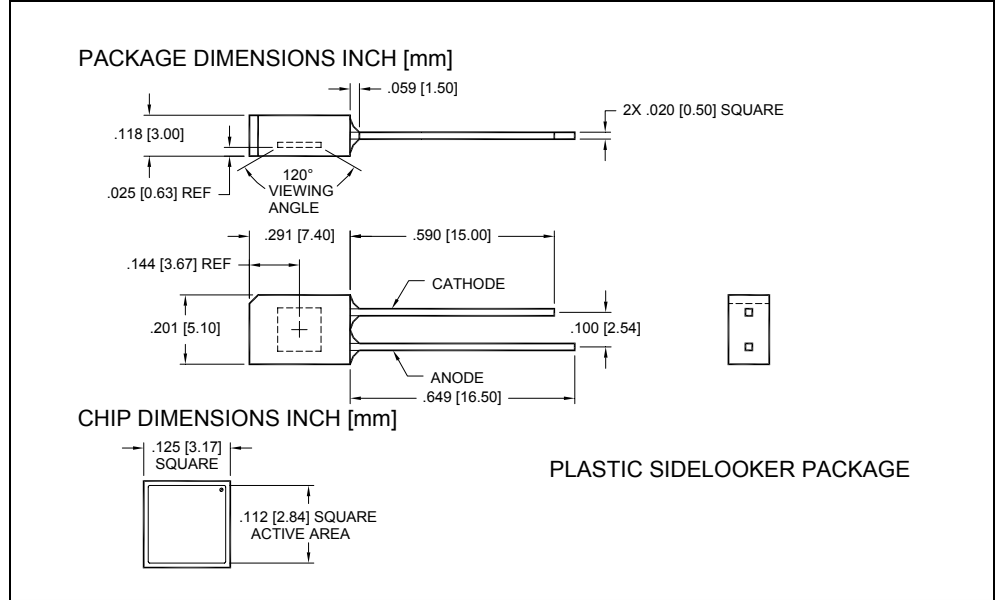 PACKAGE DIMENSIONS INCH [mm]
.059 [1.50]
2X .020 [0.50] SQUARE
.118 [3.00]
.025 [0.63] REF
120°
VIEWING
ANGLE
.291 [7.40]
.590 [15.00]
.144 [3.67] REF
CATHODE
.201 [5.10]
.100 [2.54]
ANODE
.649 [16.50]
CHIP DIMENSIONS INCH [mm]
.125 [3.17]
SQUARE
PLASTIC SIDELOOKER PACKAGE
.112 [2.84] SQUARE
ACTIVE AREA